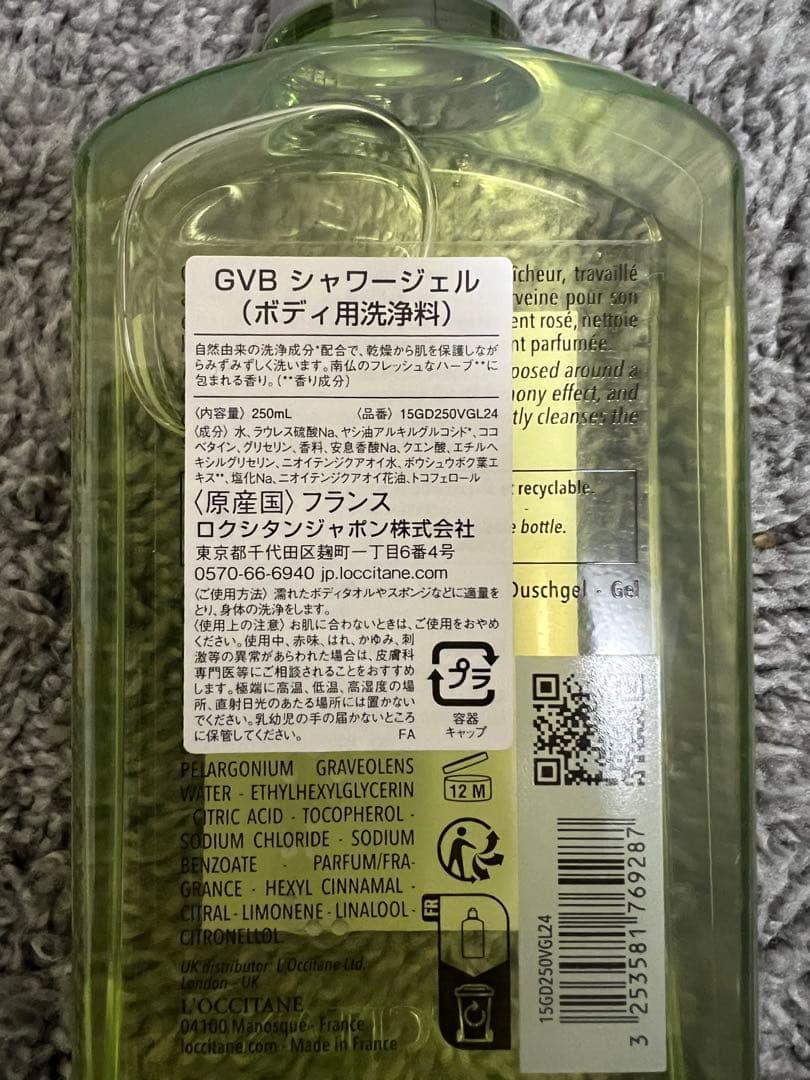 GVB シャワージェル
（ボディ用洗浄料）
自然由来の洗浄成分*配合で、乾燥から肌を保護しなが
らみずみずしく洗います。南仏のフレッシュなハーブ**に
包まれる香り。(**香り成分)
〈内容量〉 250mL 〈品番〉 15GD250VGL24
〈成分〉 水、ラウレス硫酸Na、ヤシ油アルキルグルコシド*、ココ
ベタイン、グリセリン、香料、安息香酸Na、クエン酸、エチルヘ
キシルグリセリン、ニオイテンジクアオイ水、ボウシュウボク葉エ
キス**、塩化Na、ニオイテンジクアオイ花油、トコフェロール
〈原産国〉フランス
ロクシタンジャポン株式会社
東京都千代田区麹町一丁目6番4号
0570-66-6940 jp.loccitane.com
〈ご使用方法〉 濡れたボディタオルやスポンジなどに適量を
とり、身体の洗浄をします。
〈使用上の注意〉 お肌に合わないときは、ご使用をおやめ
ください。使用中、赤味、はれ、かゆみ、刺
激等の異常があらわれた場合は、皮膚科
専門医等にご相談されることをおすすめ
します。極端に高温、低温、高湿度の場
所、直射日光のあたる場所には置かない
でください。乳幼児の手の届かないところ
に保管してください。 FA
プラ
容器
キャップ
îcheur, travaillé
rveine pour son
ent rosé, nettoie
nt parfumée.
posed around a
ony effect, and
tly cleanses the
recyclable.
e bottle.
Duschgel - Gel
PELARGONIUM GRAVEOLENS
WATER - ETHYLHEXYLGLYCERIN
- CITRIC ACID - TOCOPHEROL -
SODIUM CHLORIDE - SODIUM
BENZOATE - PARFUM/FRA-
GRANCE - HEXYL CINNAMAL -
CITRAL - LIMONENE - LINALOOL -
CITRONELLOL.
UK distributor: L'Occitane Ltd.
London - UK
L'OCCITANE
04100 Manosque - France
loccitane.com - Made in France
12 M
FR
15GD250VGL24
3 253581 769287